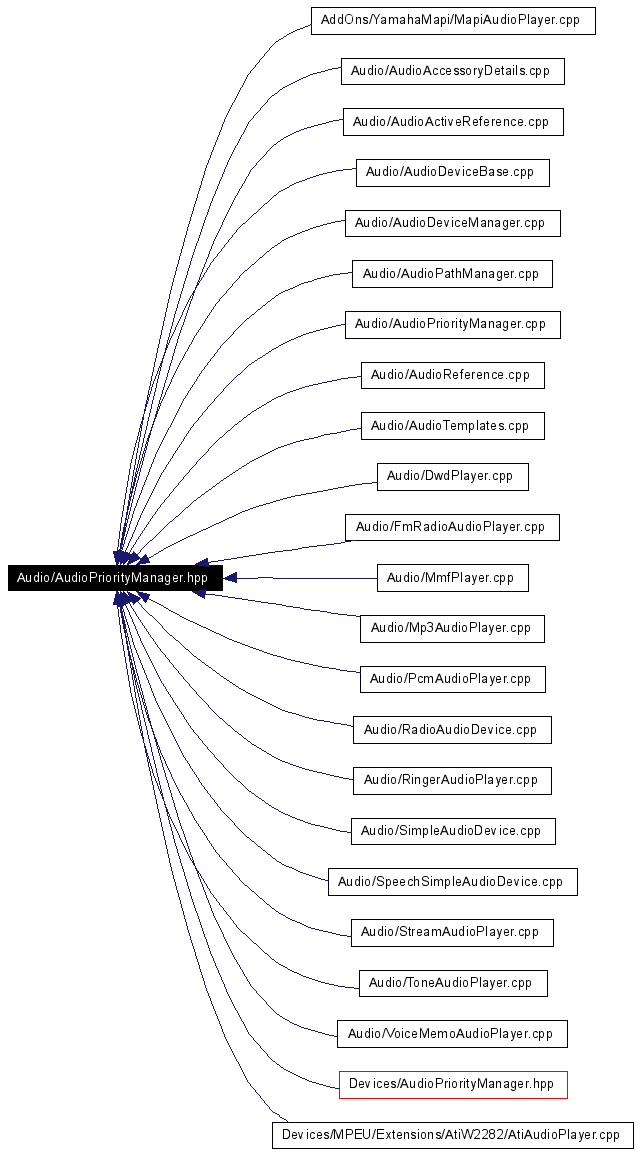 AddOns/YamahaMapi/MapiAudioPlayer.cpp
Audio/AudioAccessoryDetails.cpp
Audio/AudioActiveReference.cpp
Audio/AudioDeviceBase.cpp
Audio/AudioDeviceManager.cpp
Audio/AudioPathManager.cpp
Audio/AudioPriorityManager.cpp
Audio/AudioReference.cpp
Audio/AudioTemplates.cpp
Audio/DwdPlayer.cpp
Audio/FmRadioAudioPlayer.cpp
Audio/AudioPriorityManager.hpp
Audio/MmfPlayer.cpp
Audio/Mp3AudioPlayer.cpp
Audio/PcmAudioPlayer.cpp
Audio/RadioAudioDevice.cpp
Audio/RingerAudioPlayer.cpp
Audio/SimpleAudioDevice.cpp
Audio/SpeechSimpleAudioDevice.cpp
Audio/StreamAudioPlayer.cpp
Audio/ToneAudioPlayer.cpp
Audio/VoiceMemoAudioPlayer.cpp
Devices/AudioPriorityManager.hpp
Devices/MPEU/Extensions/AtiW2282/AtiAudioPlayer.cpp